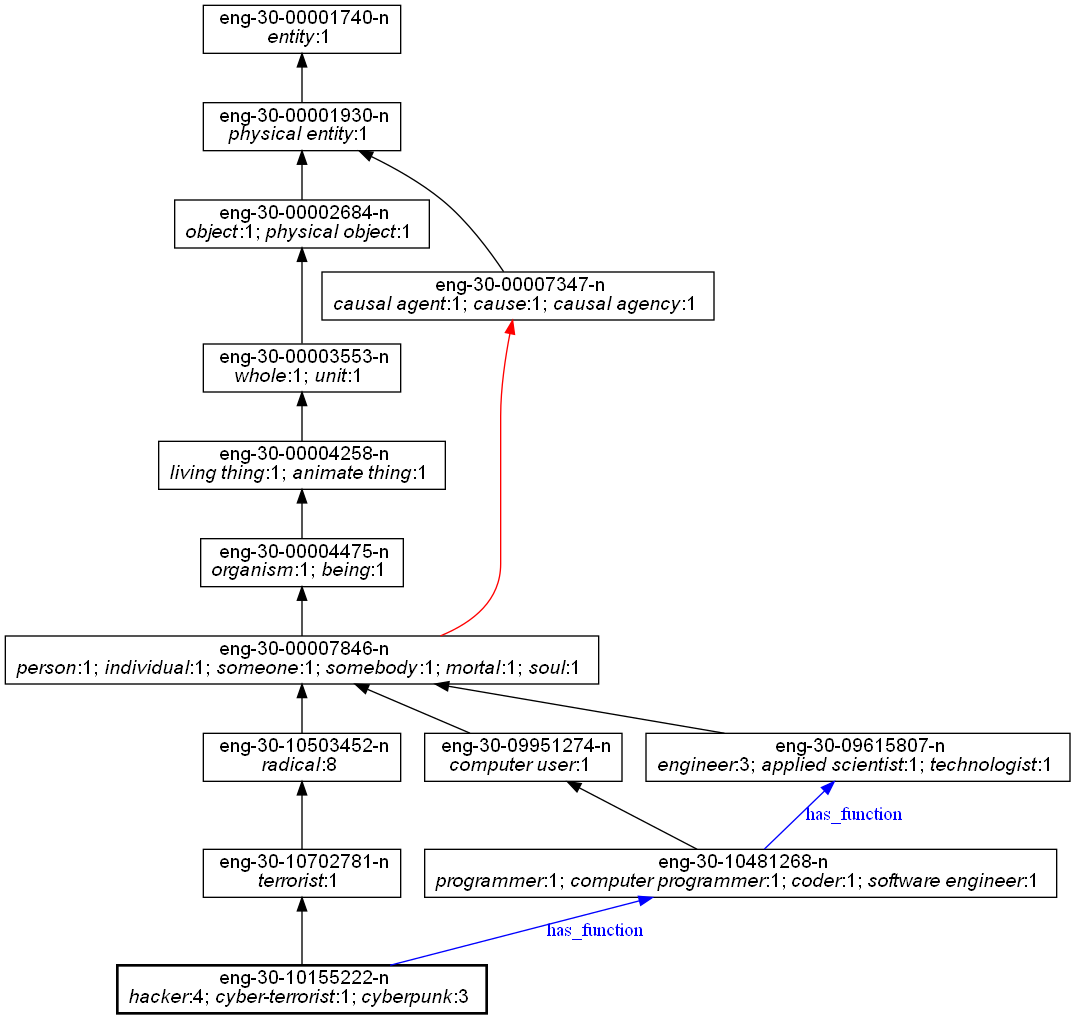 eng-30-00001740-n
entity:1
eng-30-00001930-n
physical entity:1
eng-30-00002684-n
object:1; physical object:1
eng-30-00007347-n
causal agent:1; cause:1; causal agency:1
eng-30-00003553-n
whole:1; unit:1
eng-30-00004258-n
living thing:1; animate thing:1
eng-30-00004475-n
organism:1; being:1
eng-30-00007846-n
person:1; individual:1; someone:1; somebody:1; mortal:1; soul:1
eng-30-10503452-n
radical:8
eng-30-09951274-n
computer user:1
eng-30-09615807-n
engineer:3; applied scientist:1; technologist:1
has_function
eng-30-10702781-n
terrorist:1
eng-30-10481268-n
programmer:1; computer programmer:1; coder:1; software engineer:1
has_function
eng-30-10155222-n
hacker:4; cyber-terrorist:1; cyberpunk:3